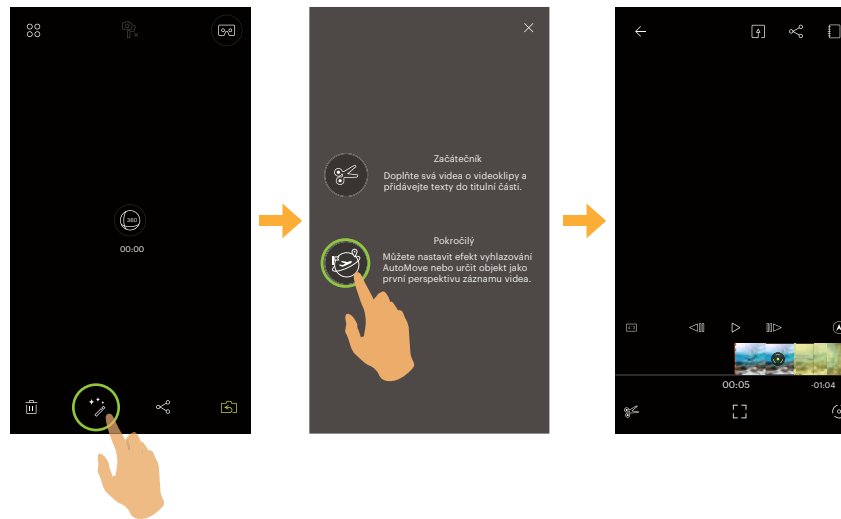 360
00:00
Začátečník
Doplňte svá videa o videoklipy a
přidávejte texty do titulní části.
Pokročilý
Můžete nastavit efekt vyhlazování
AutoMove nebo určit objekt jako
první perspektivu záznamu videa.
00:05
-01:04